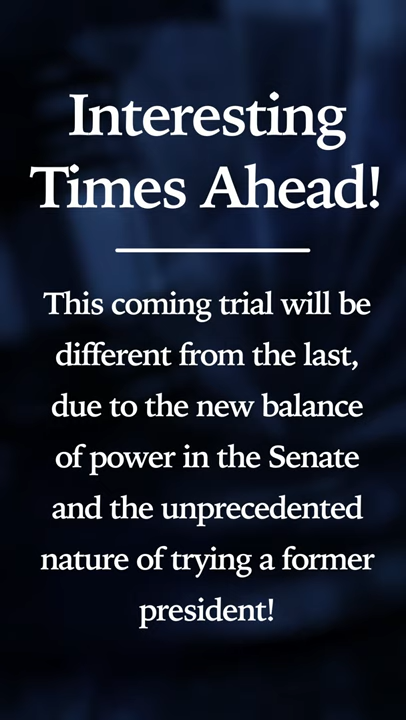 Interesting
Times Ahead!
This coming trial will be
different from the last,
due to the new balance
of power in the Senate
and the unprecedented
nature of trying a former
president!